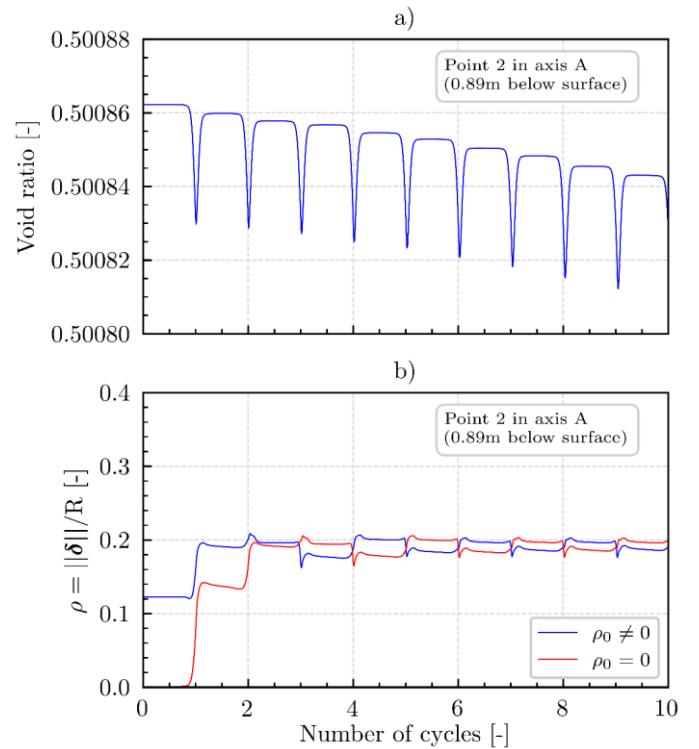 a)
0.50088
0.50086
0.50084
0.50082
0.50080
Void ratio [-]
Point 2 in axis A
(0.89m below surface)
b)
0.4
0.3
0.2
0.1
0.0
ρ = ||δ||/R [-]
Point 2 in axis A
(0.89m below surface)
ρ₀ ≠ 0
ρ₀ = 0
0 2 4 6 8 10
Number of cycles [-]